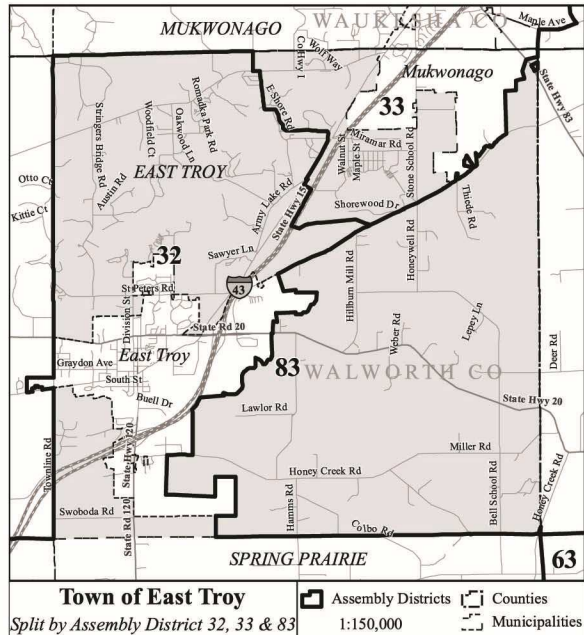 WAUKESHA CO
MUKWONAGO
Maple Ave
Co Hwy I
Wolf Way
Mukwonago
State Hwy 83
E Shore Rd
33
Romadka Park Rd
Stringers Bridge Rd
Woodfield Ct
Oakwood Ln
Miramar Rd
Walnut St
Maple St
Stone School Rd
Otto Ct
EAST TROY
Austin Rd
Army Lake Rd
State Hwy 15
Shorewood Dr
Thiede Rd
Kittie Ct
32
Sawyer Ln
Honeywell Rd
43
St Peters Rd
Division St
Hillburn Mill Rd
Lepey Ln
State Rd 20
Weber Rd
Deer Rd
East Troy
83
Graydon Ave
WALWORTH CO
South St
Buell Dr
State Hwy 20
Lawlor Rd
State Hwy 120
Townline Rd
Miller Rd
Honey Creek Rd
Swoboda Rd
State Rd 120
Hamms Rd
Bell School Rd
Honey Creek Rd
Colbo Rd
SPRING PRAIRIE
63
Town of East Troy
Split by Assembly District 32, 33 & 83
Assembly Districts
Counties
1:150,000
Municipalities